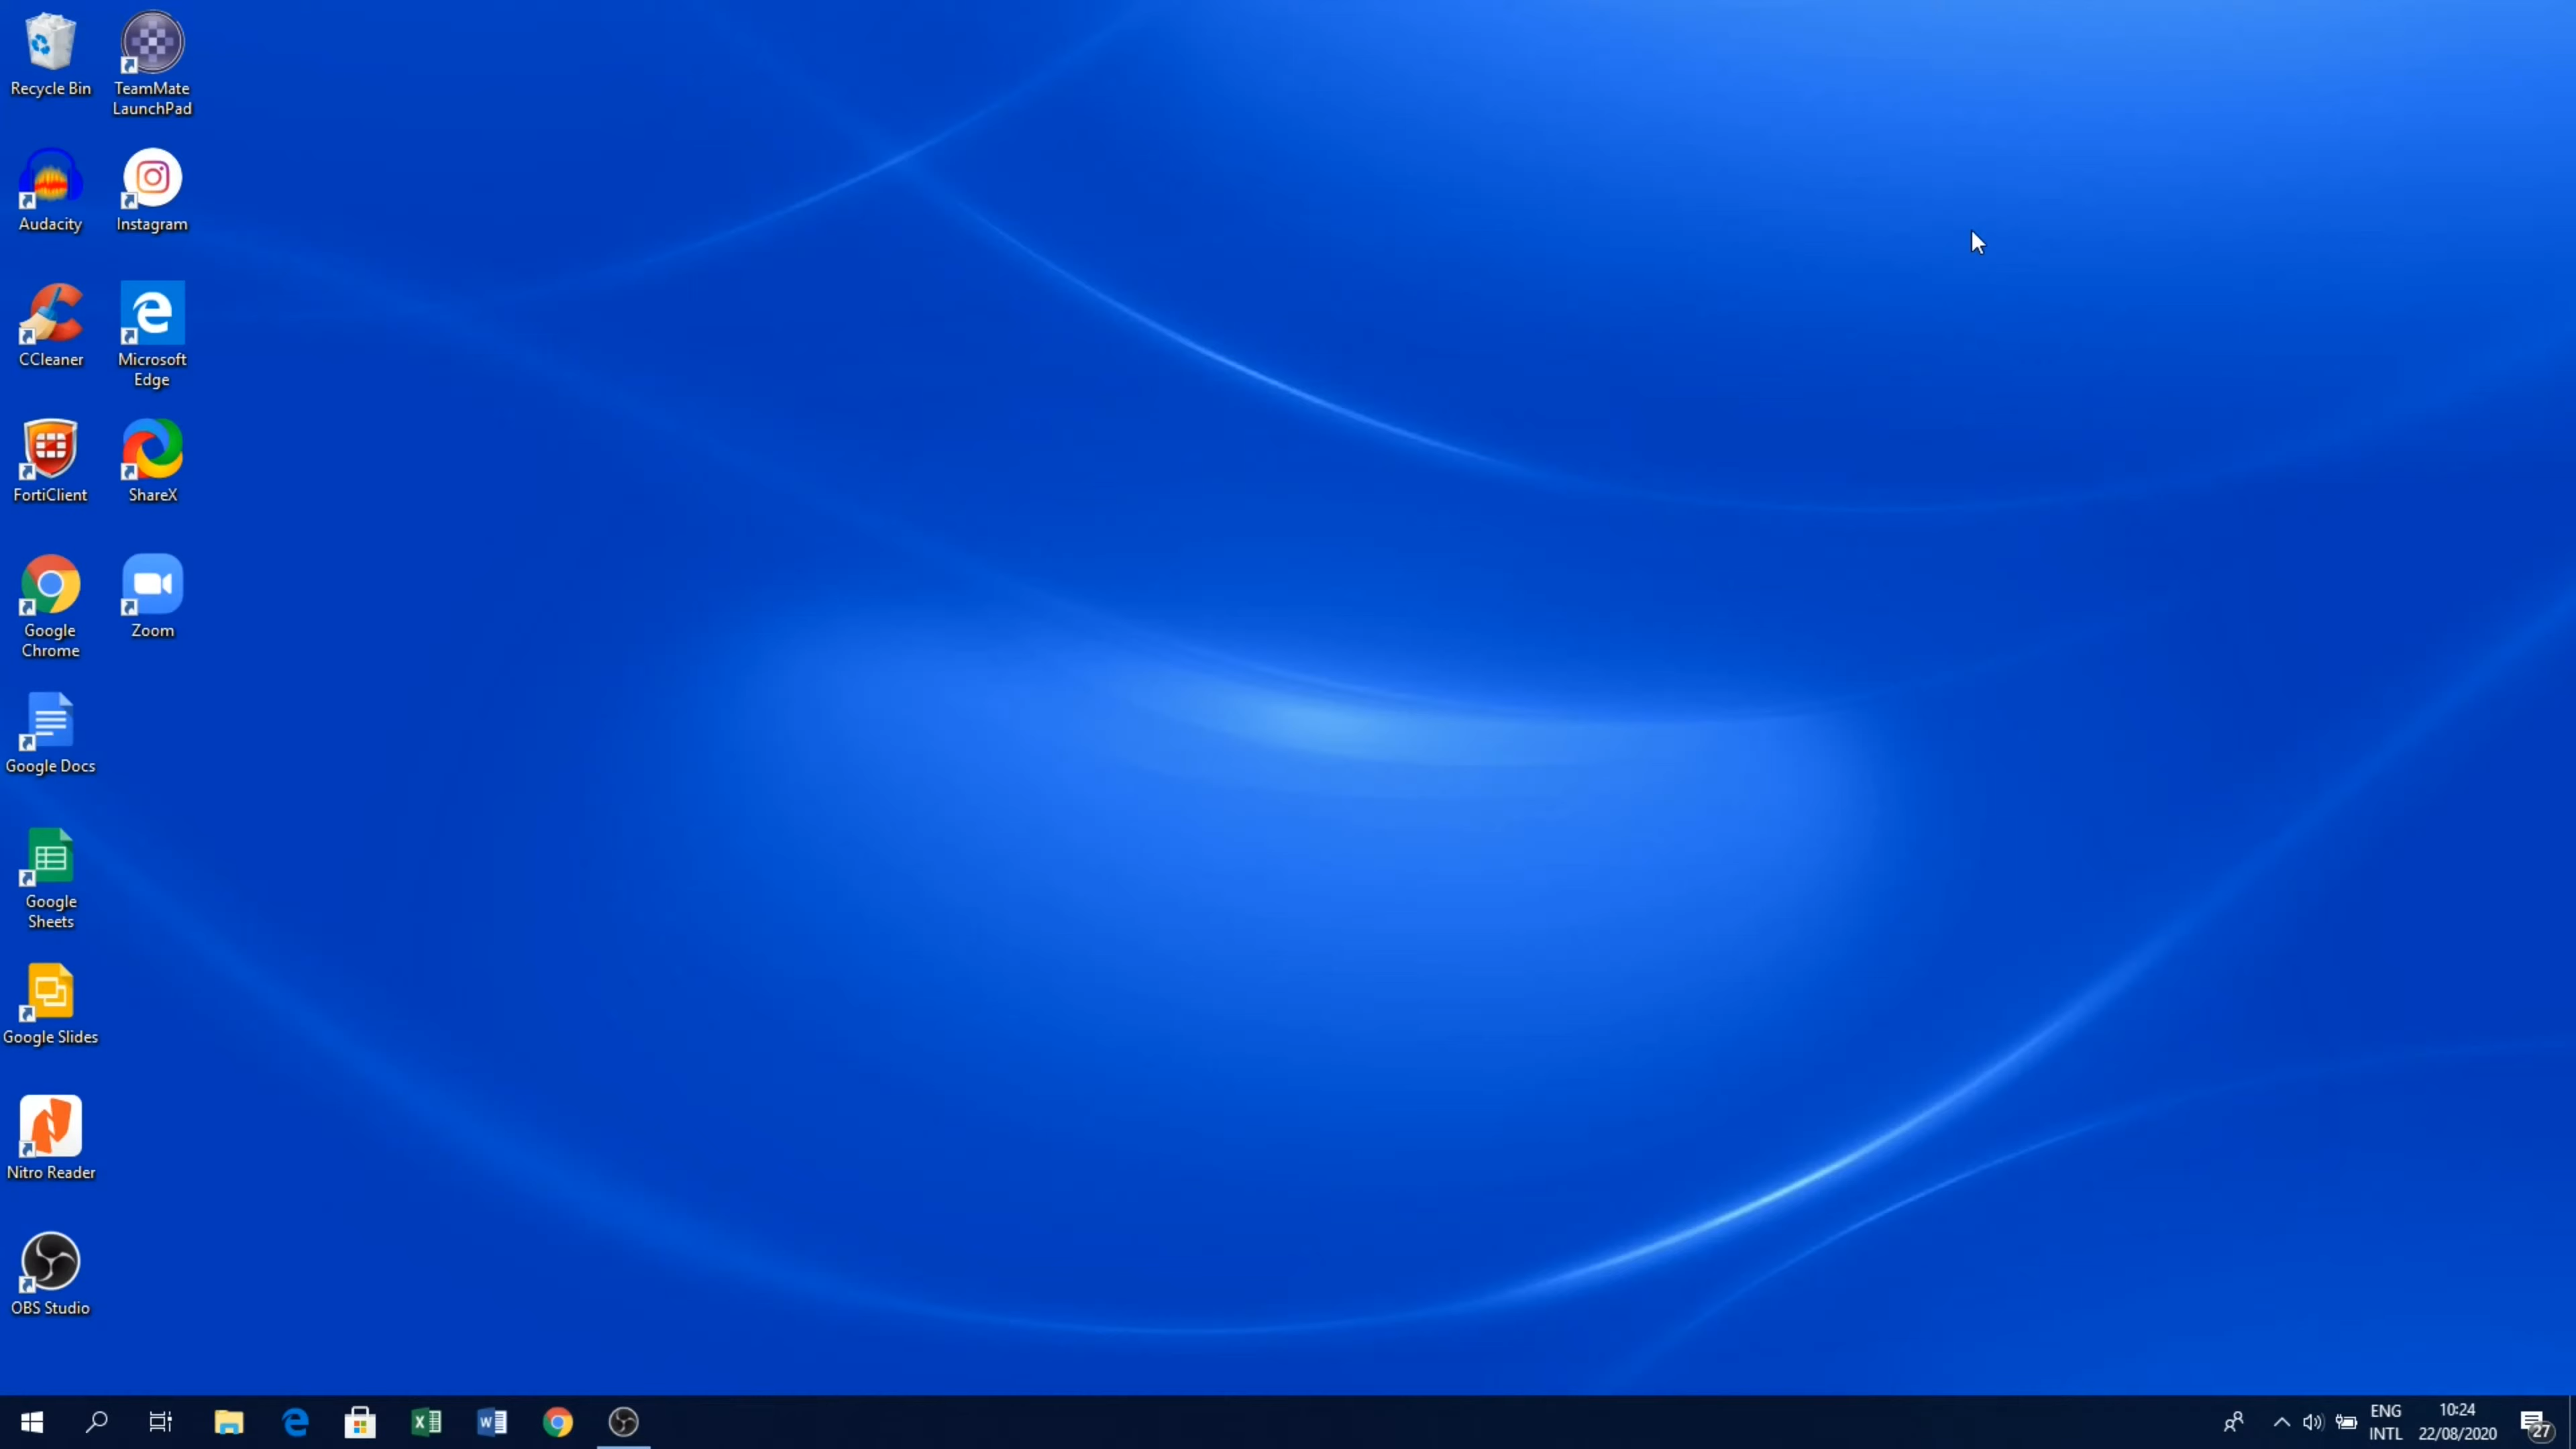 Recycle Bin
TeamMate
LaunchPad
Audacity
Instagram
CCleaner
Microsoft
Edge
FortiClient
ShareX
Google
Chrome
Zoom
Google Docs
Google
Sheets
Google Slides
Nitro Reader
OBS Studio
ENG
INTL
10:24
22/08/2020
27